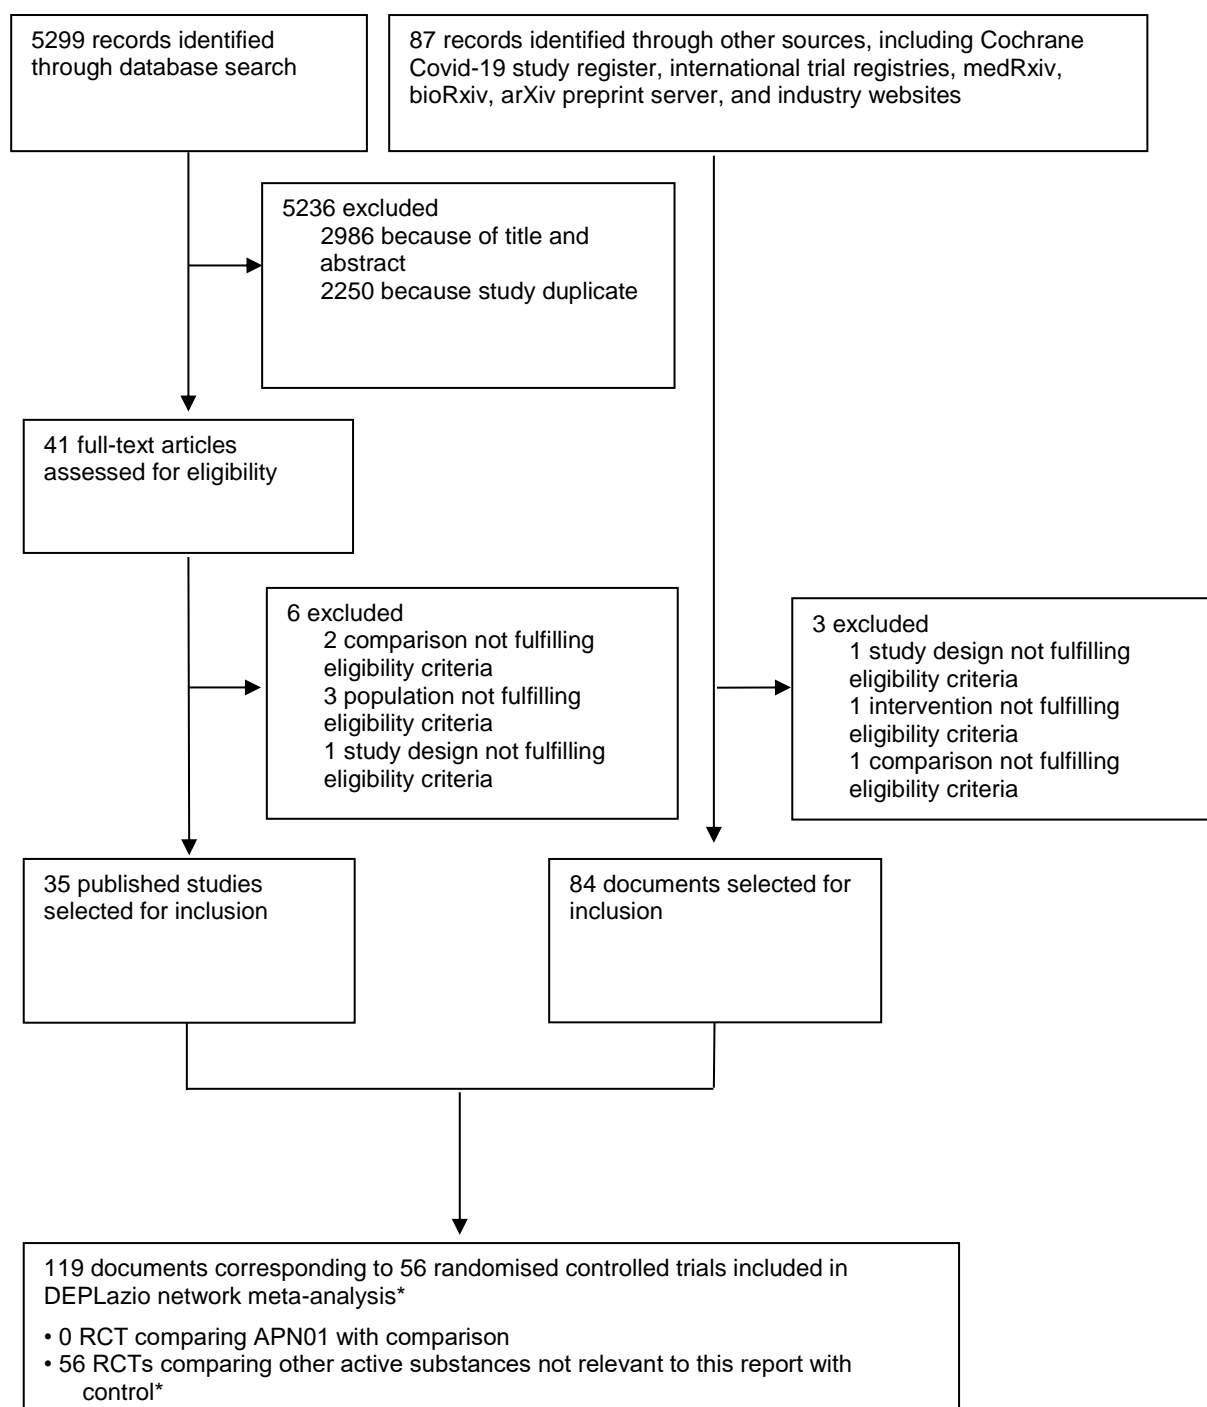 5299 records identified
through database search
87 records identified through other sources, including Cochrane
Covid-19 study register, international trial registries, medRxiv,
bioRxiv, arXiv preprint server, and industry websites
5236 excluded
2986 because of title and
abstract
2250 because study duplicate
41 full-text articles
assessed for eligibility
6 excluded
2 comparison not fulfilling
eligibility criteria
3 population not fulfilling
eligibility criteria
1 study design not fulfilling
eligibility criteria
3 excluded
1 study design not fulfilling
eligibility criteria
1 intervention not fulfilling
eligibility criteria
1 comparison not fulfilling
eligibility criteria
35 published studies
selected for inclusion
84 documents selected for
inclusion
119 documents corresponding to 56 randomised controlled trials included in
DEPLazio network meta-analysis*
• 0 RCT comparing APN01 with comparison
• 56 RCTs comparing other active substances not relevant to this report with
control*